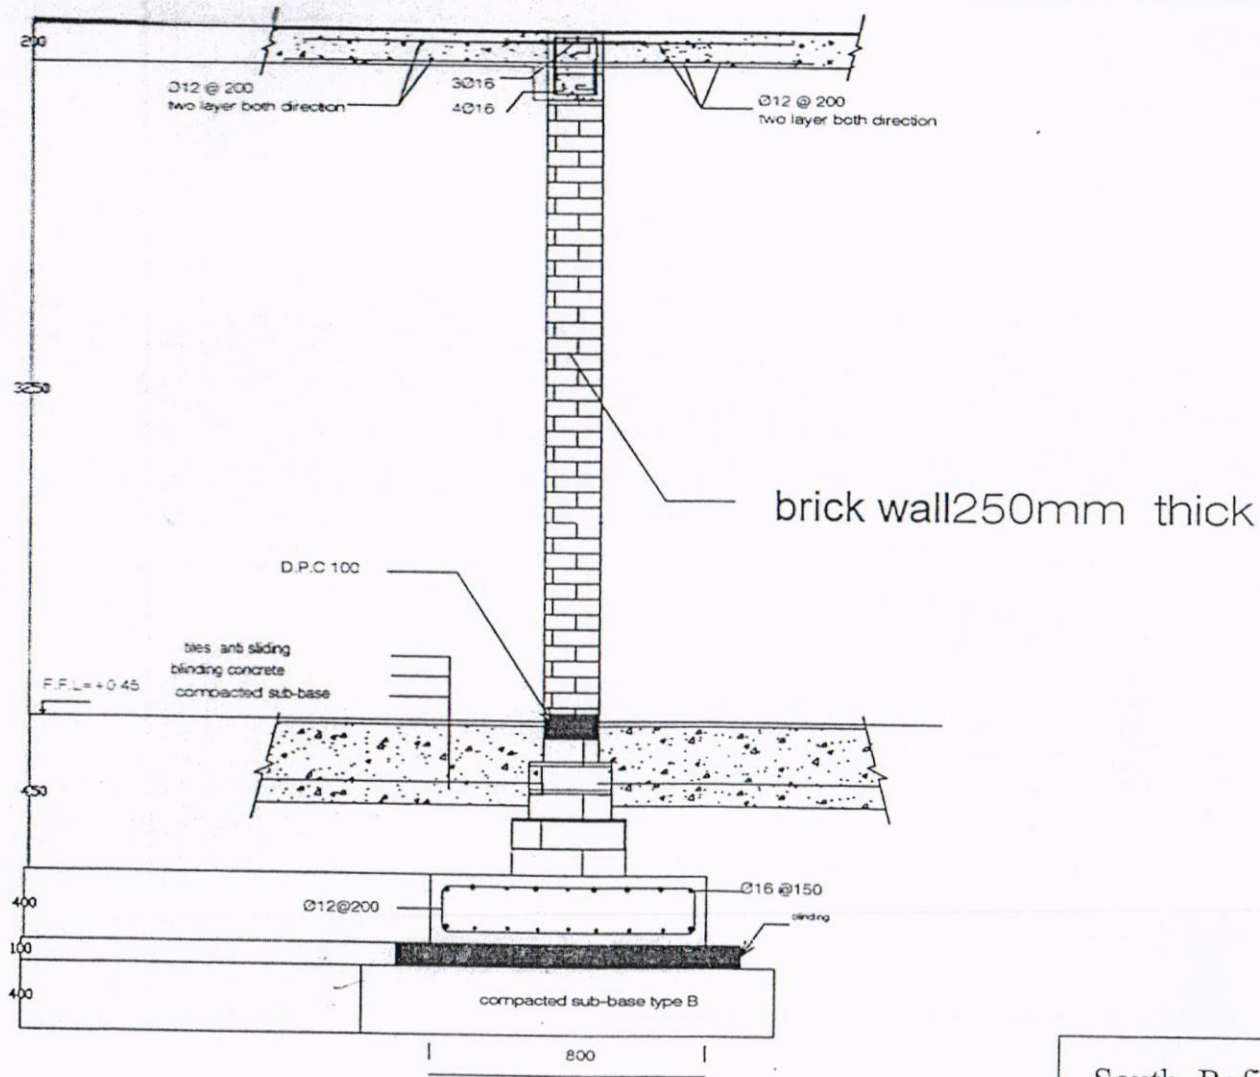 200
Ø12 @ 200
two layer both direction
3Ø16
4Ø16
Ø12 @ 200
two layer both direction
3250
brick wall250mm thick
D.P.C 100
tiles anti sliding
blinding concrete
compacted sub-base
F.F.L=+0.45
450
400
Ø12@200
Ø16 @150
blinding
100
400
compacted sub-base type B
800
South